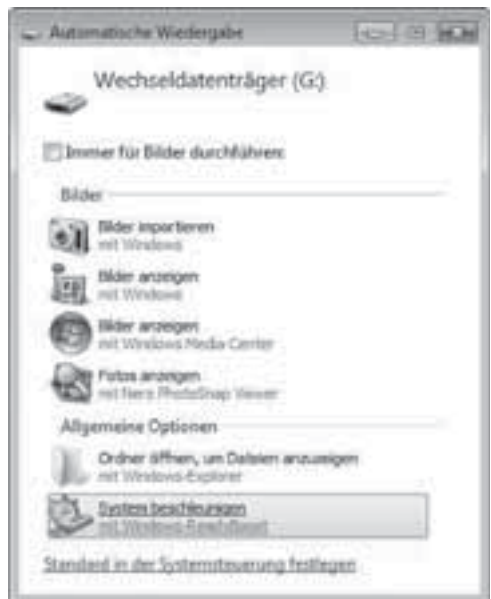 Automatische Wiedergabe
Wechseldatenträger (G:)
Immer für Bilder durchführen:
Bilder
Bilder importieren
mit Windows
Bilder anzeigen
mit Windows
Bilder anzeigen
mit Windows Media Center
Fotos anzeigen
mit Nero PhotoSnap Viewer
Allgemeine Optionen
Ordner öffnen, um Dateien anzuzeigen
mit Windows-Explorer
System beschleunigen
mit Windows-ReadyBoost
Standard in der Systemsteuerung festlegen